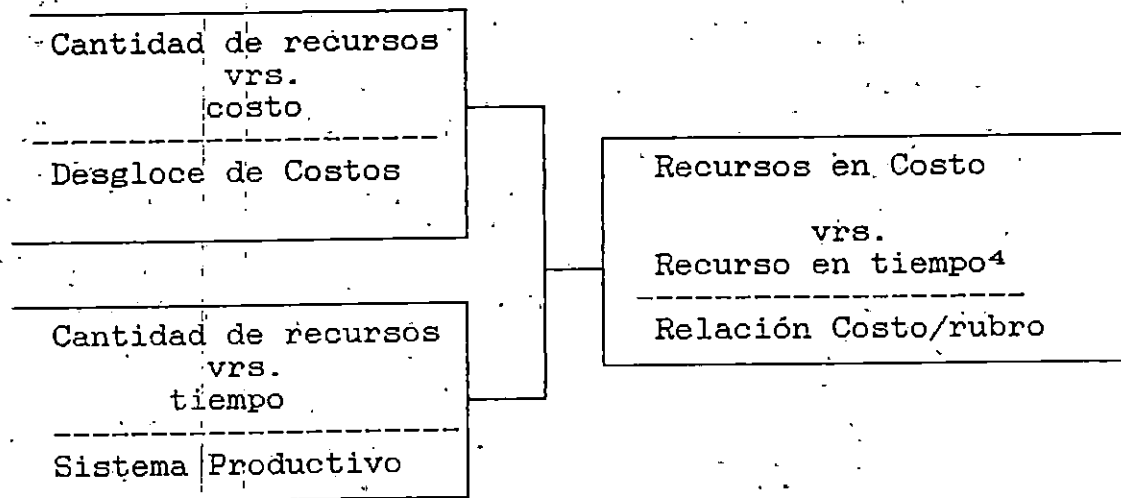 Cantidad de recursos
vrs.
costo
Desgloce de Costos
Cantidad de recursos
vrs.
tiempo
Sistema Productivo
Recursos en Costo
vrs.
Recurso en tiempo⁴
Relación Costo/rubro